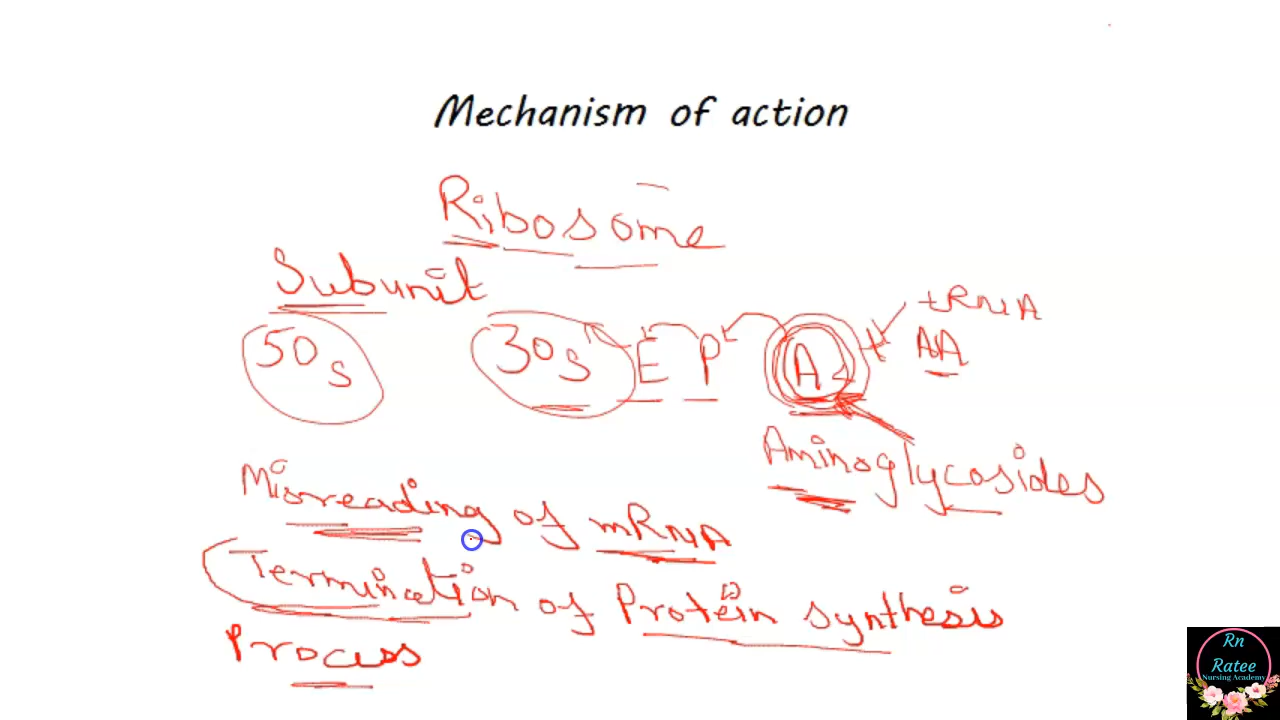 Mechanism of action
Ribosome
Subunit
50s 30s E P A tRNA
AA
Aminoglycosides
Misreading of mRNA
Termination of Protein synthesis
Process
Rn
Ratee
Nursing Academy